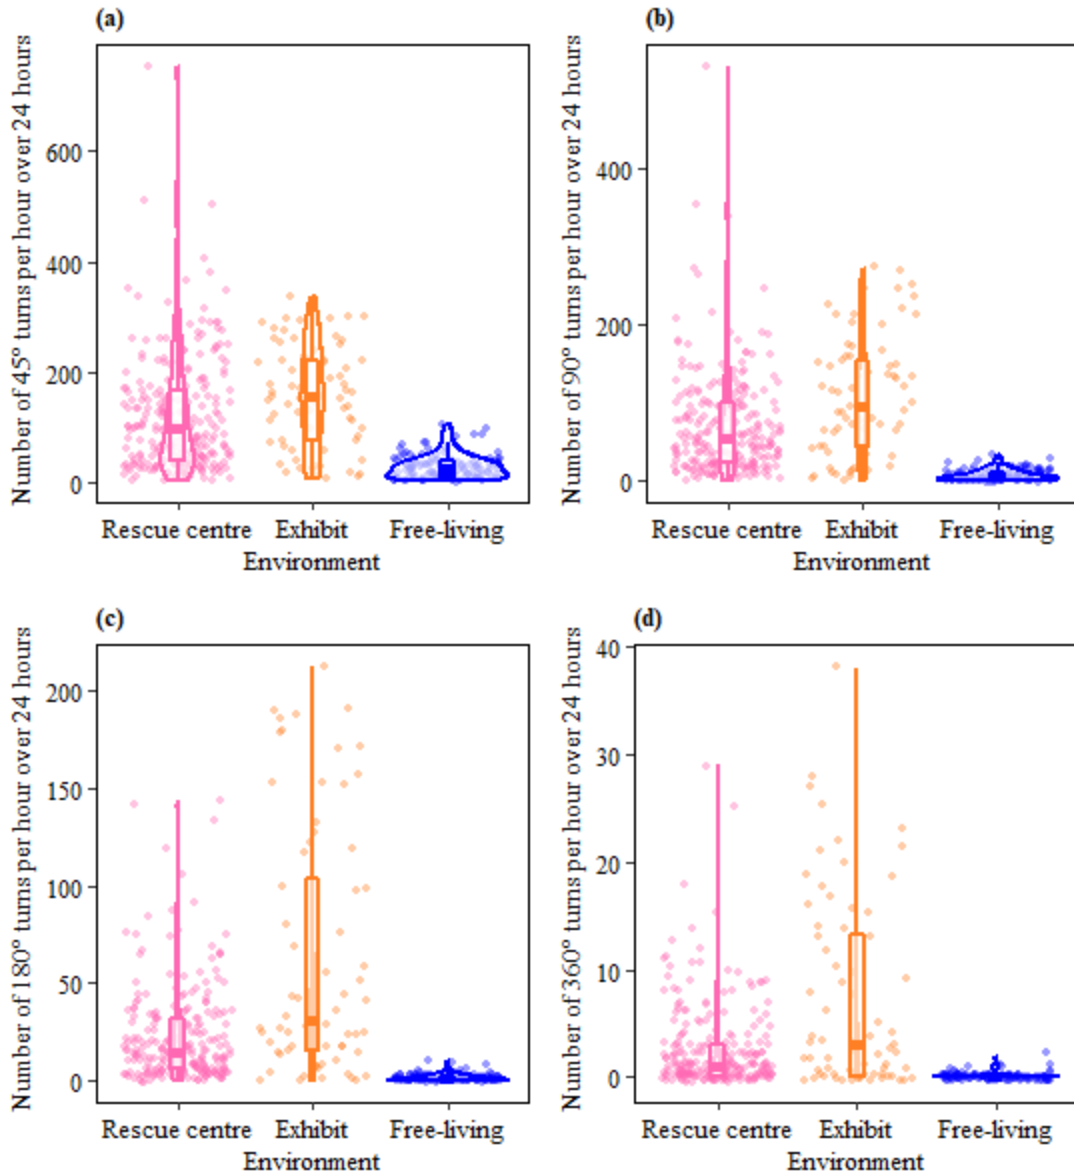 (a)
Number of 45° turns per hour over 24 hours
600
400
200
0
Rescue centre Exhibit Free-living
Environment
(b)
Number of 90° turns per hour over 24 hours
400
200
0
Rescue centre Exhibit Free-living
Environment
(c)
Number of 180° turns per hour over 24 hours
200
150
100
50
0
Rescue centre Exhibit Free-living
Environment
(d)
Number of 360° turns per hour over 24 hours
40
30
20
10
0
Rescue centre Exhibit Free-living
Environment